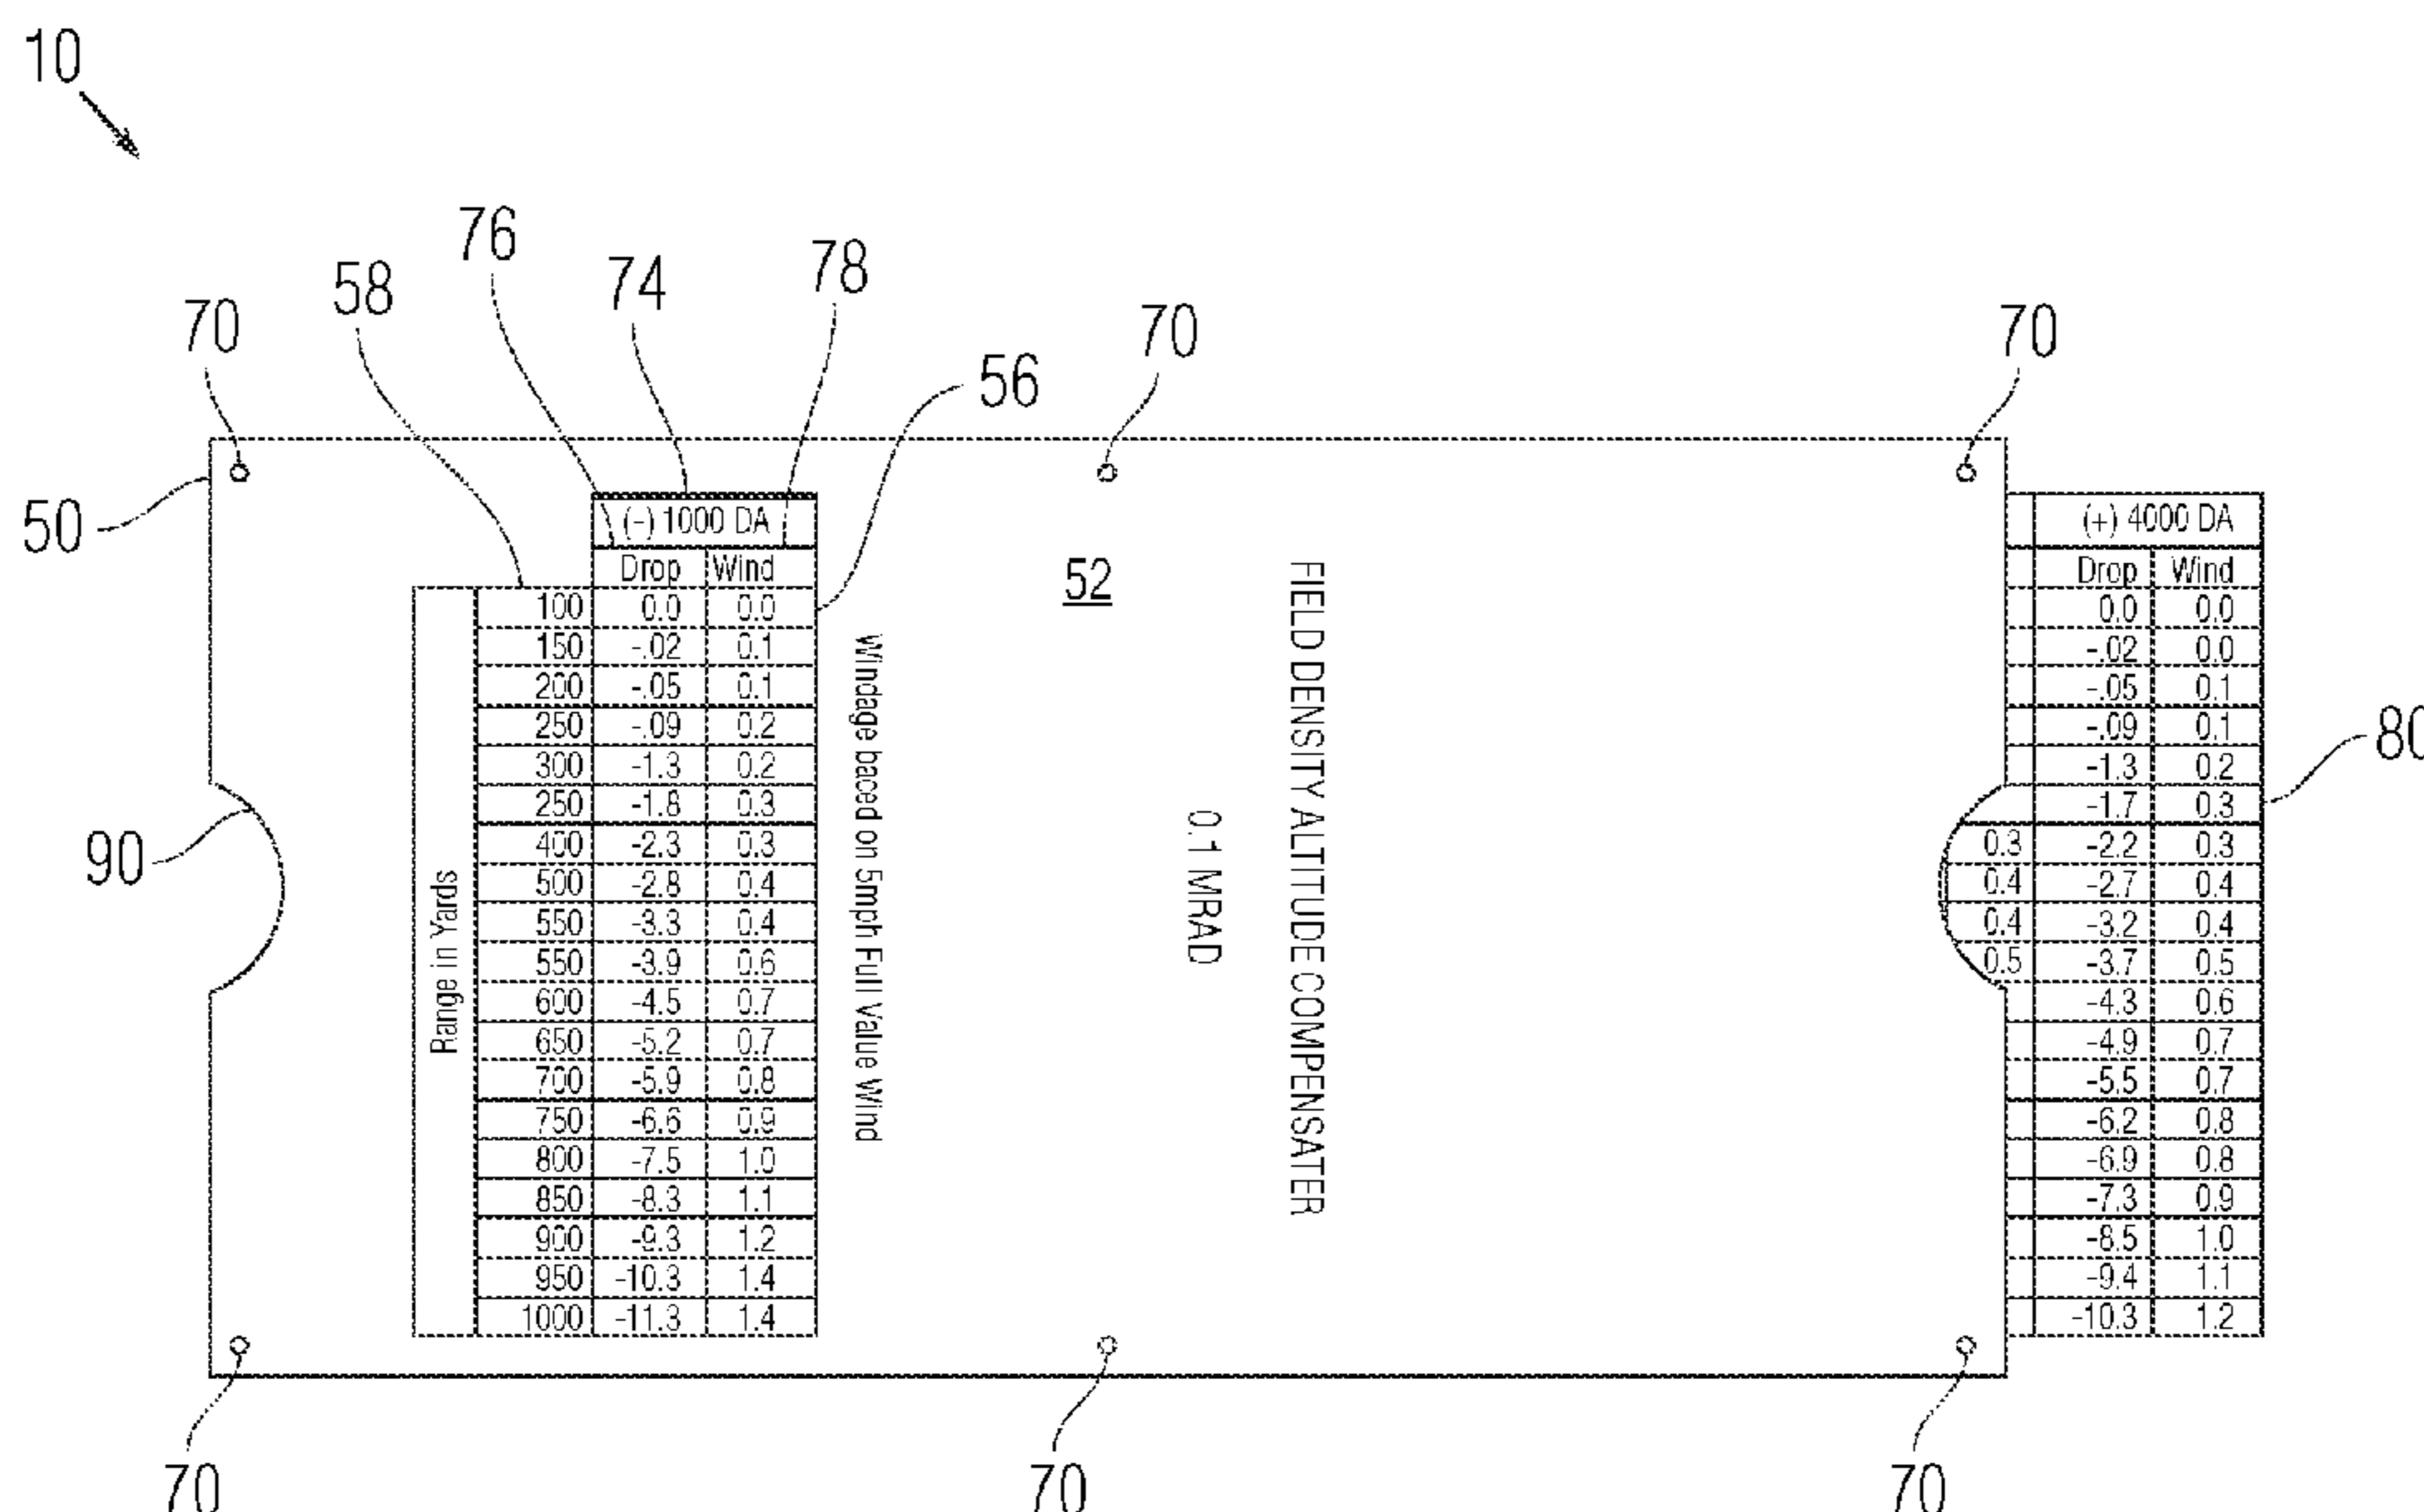 10
76
58
74
78
70
70
70
56
50
(-) 1000 DA
Drop Wind
100 0.0 0.0
150 -.02 0.1
200 -.05 0.1
250 -.09 0.2
300 -1.3 0.2
250 -1.8 0.3
400 -2.3 0.3
500 -2.8 0.4
550 -3.3 0.4
550 -3.9 0.6
600 -4.5 0.7
650 -5.2 0.7
700 -5.9 0.8
750 -6.6 0.9
800 -7.5 1.0
850 -8.3 1.1
900 -9.3 1.2
950 -10.3 1.4
1000 -11.3 1.4
Range in Yards
Windage baced on 5mph Full Value Wind
52
0.1 MRAD
FIELD DENSITY ALTITUDE COMPENSATER
(+) 4000 DA
Drop Wind
0.0 0.0
-.02 0.0
-.05 0.1
-.09 0.1
-1.3 0.2
-1.7 0.3
0.3 -2.2 0.3
0.4 -2.7 0.4
0.4 -3.2 0.4
0.5 -3.7 0.5
-4.3 0.6
-4.9 0.7
-5.5 0.7
-6.2 0.8
-6.9 0.8
-7.3 0.9
-8.5 1.0
-9.4 1.1
-10.3 1.2
80
90
70
70
70